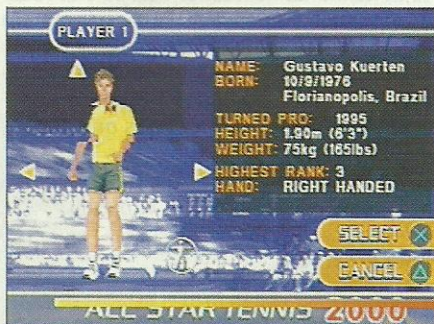 PLAYER 1
NAME: Gustavo Kuerten
BORN: 10/9/1976
Florianopolis, Brazil
TURNED PRO: 1995
HEIGHT: 1.90m (6'3")
WEIGHT: 75kg (165lbs)
HIGHEST RANK: 3
HAND: RIGHT HANDED
SELECT
CANCEL
ALL STAR TENNIS 2000